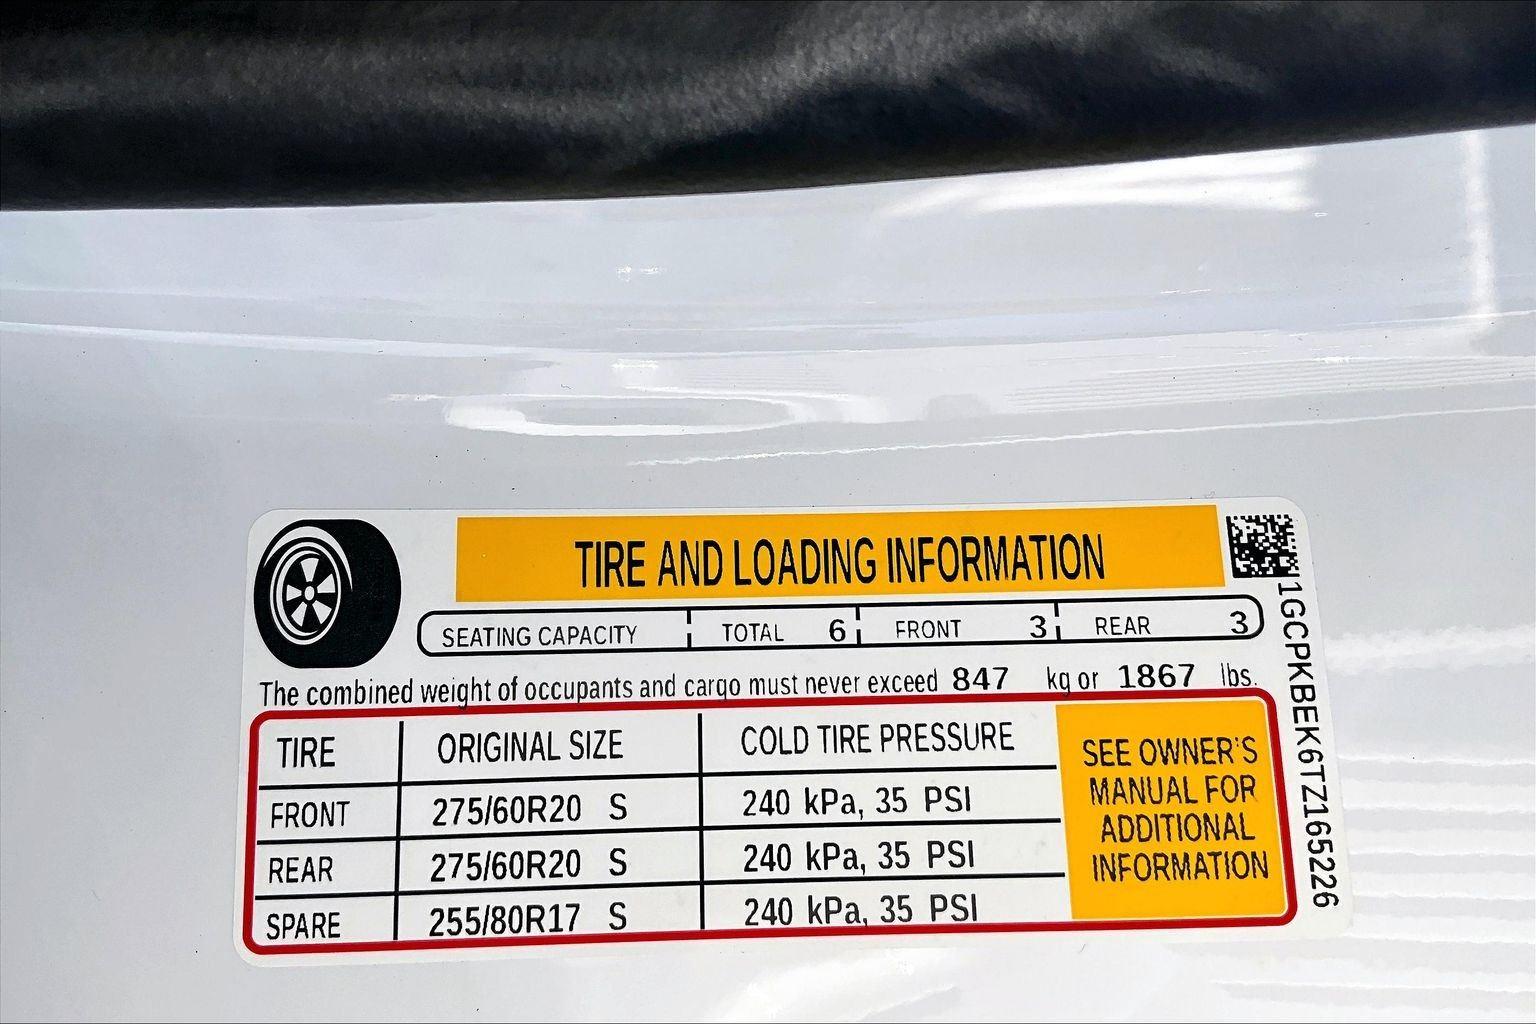 TIRE AND LOADING INFORMATION
SEATING CAPACITY TOTAL 6 FRONT 3 REAR 3
The combined weight of occupants and cargo must never exceed 847 kg or 1867 lbs.
TIRE ORIGINAL SIZE COLD TIRE PRESSURE
FRONT 275/60R20 S 240 kPa, 35 PSI
REAR 275/60R20 S 240 kPa, 35 PSI
SPARE 255/80R17 S 240 kPa, 35 PSI
SEE OWNER'S
MANUAL FOR
ADDITIONAL
INFORMATION
1GCPKBEK6TZ165226